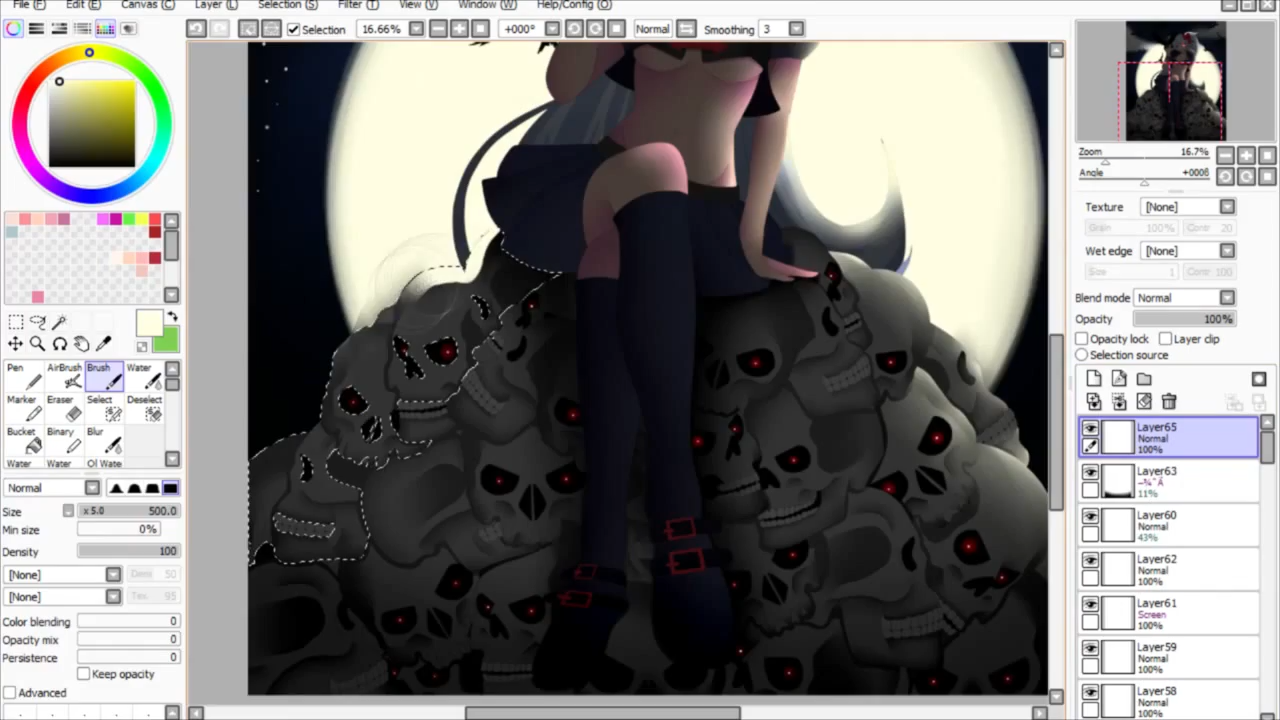 File (F) Edit (E) Canvas (C) Layer (L) Selection (S) Filter (T) View (V) Window (W) Help/Config (O)
Selection 16.66% +000° Normal Smoothing 3
Zoom 16.7%
Angle
Texture [None]
Grain 100% Contr 20
Wet edge [None]
Size 1 Contr 100
Blend mode Normal
Opacity 100%
Opacity lock Layer clip
Selection source
Pen AirBrush Brush Water
Marker Eraser Select Deselect
Bucket Binary Blur
Water Water Oil Wate
Normal
Size x 5.0 500.0
Min size 0%
Density 100
[None] 50
[None] Tex. 95
Color blending 0
Opacity mix 0
Persistence 0
Keep opacity
Advanced
Layer65
Normal
100%
Layer63
11%
Layer60
Normal
43%
Layer62
Normal
100%
Layer61
Screen
100%
Layer59
Normal
100%
Layer58
Normal